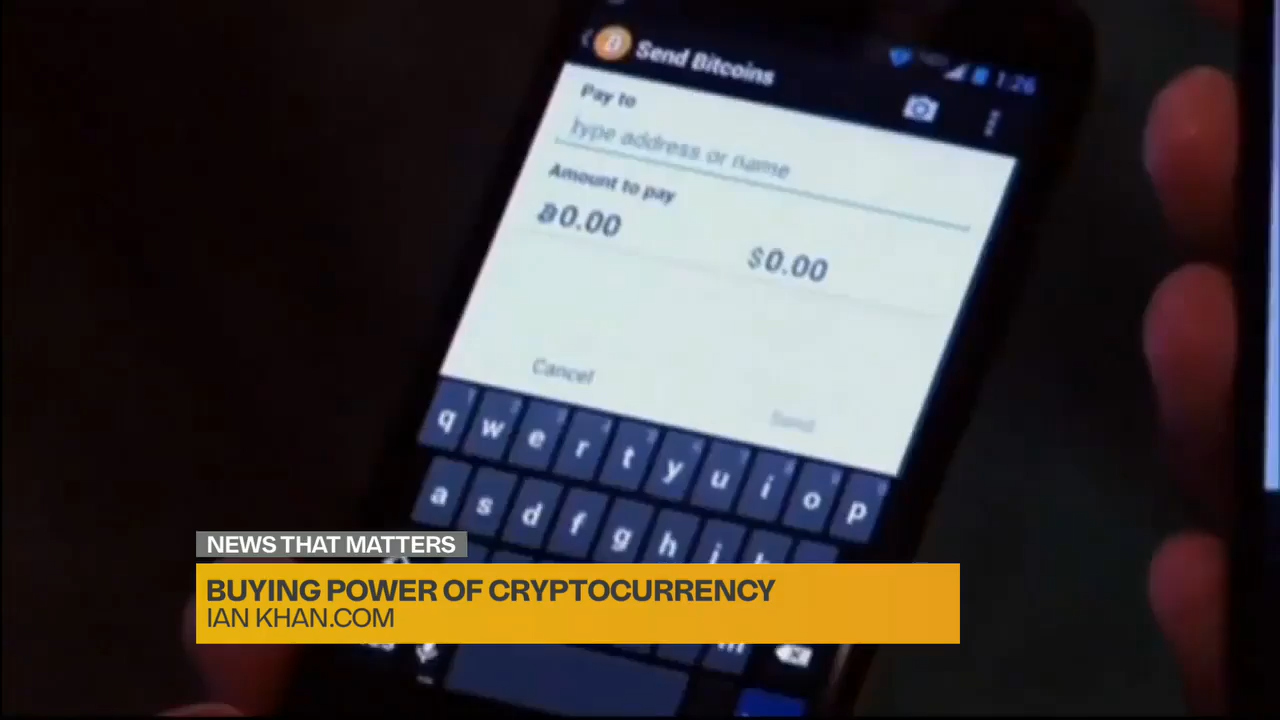 Send Bitcoins
1:26
Pay to
type address or name
Amount to pay
0.00
$0.00
Cancel
Send
q w e r t y u i o p
a s d f g h j k
NEWS THAT MATTERS
BUYING POWER OF CRYPTOCURRENCY
IAN KHAN.COM
m